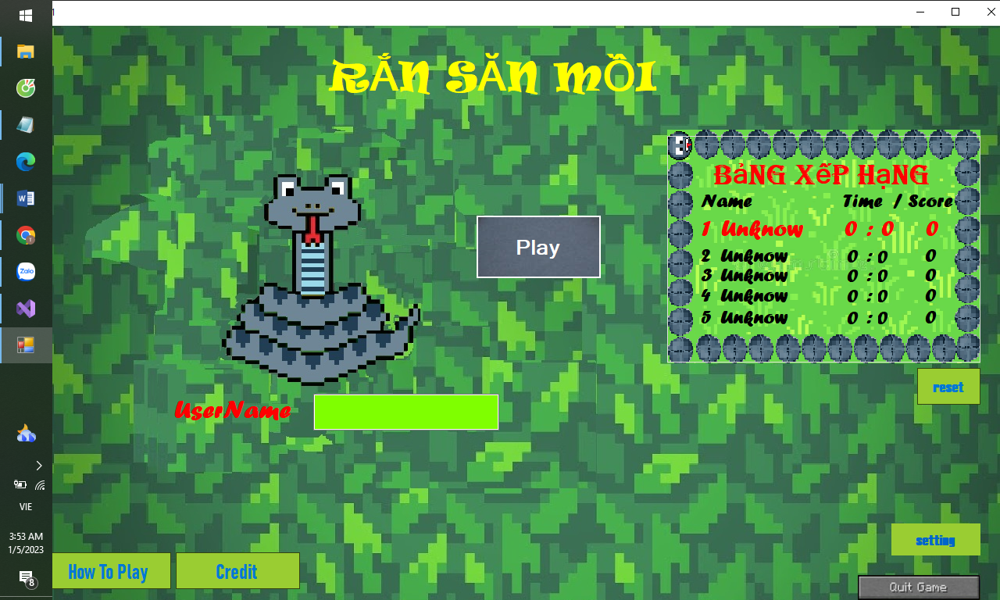 RẮN SĂN MỒI
BảNG XếP HạNG
Name Time / Score
1 Unknow 0 : 0 0
2 Unknow 0 : 0 0
3 Unknow 0 : 0 0
4 Unknow 0 : 0 0
5 Unknow 0 : 0 0
Play
reset
UserName
setting
How To Play
Credit
Quit Game
Zalo
VIE
3:53 AM
1/5/2023
8